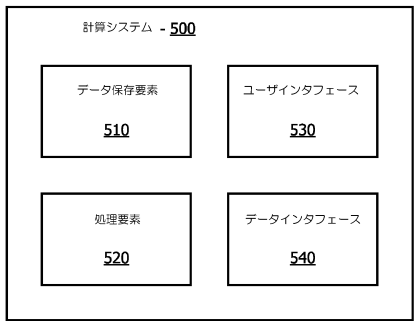 計算システム - 500
データ保存要素
510
ユーザインタフェース
530
処理要素
520
データインタフェース
540